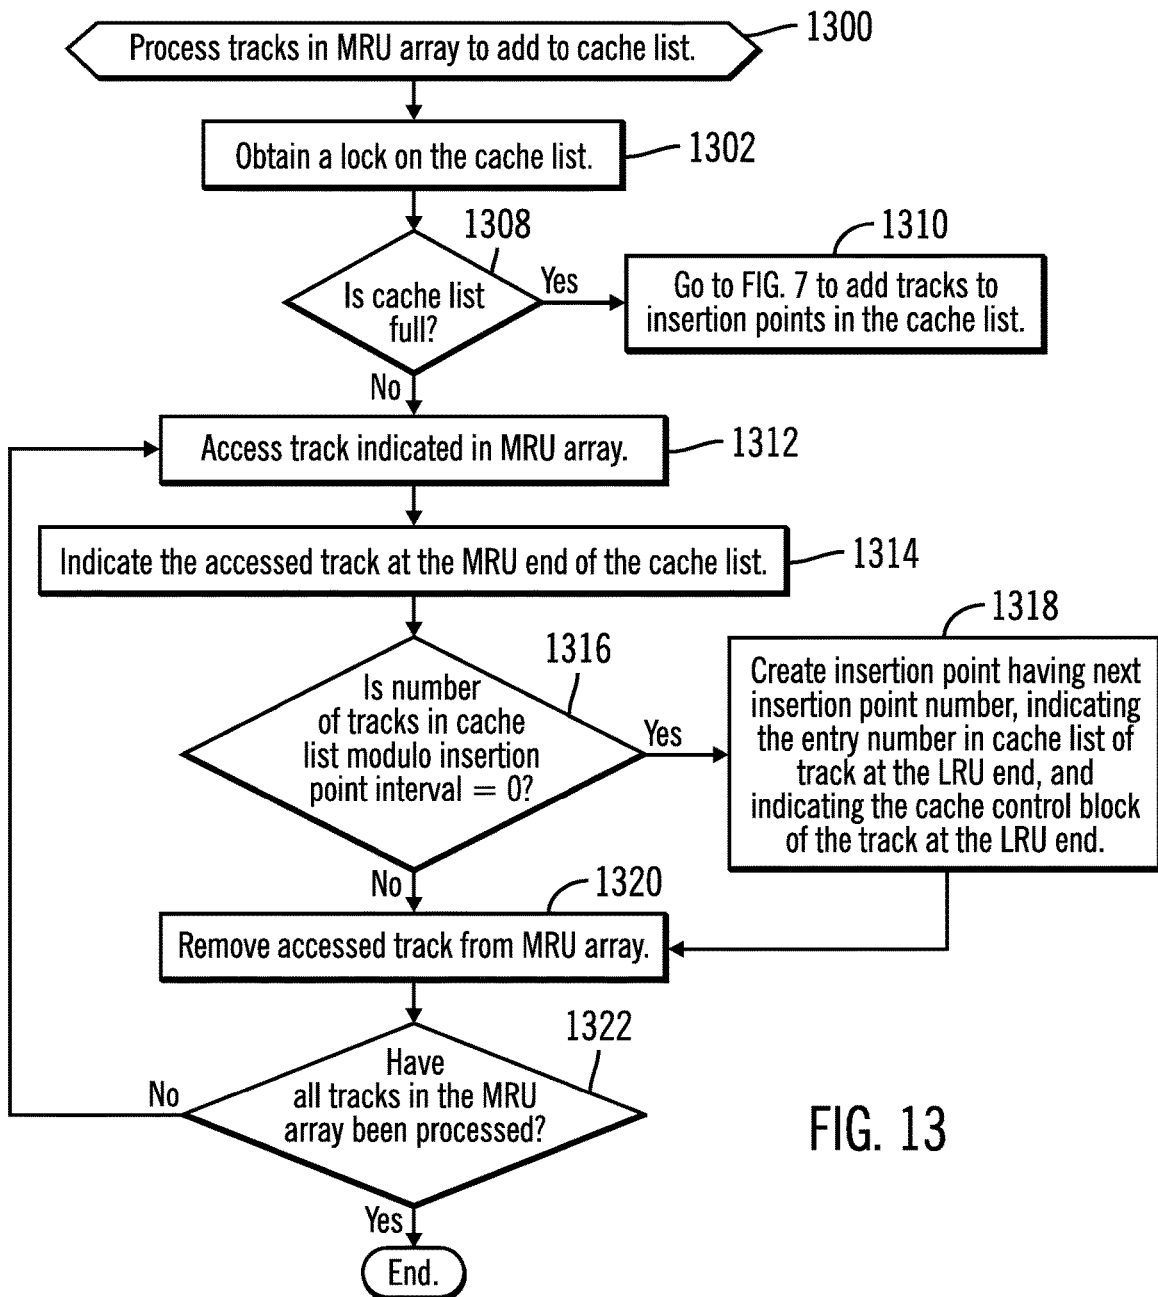 Process tracks in MRU array to add to cache list.
1300
Obtain a lock on the cache list.
1302
1308
Is cache list
full?
Yes
No
1310
Go to FIG. 7 to add tracks to
insertion points in the cache list.
Access track indicated in MRU array.
1312
Indicate the accessed track at the MRU end of the cache list.
1314
1316
Is number
of tracks in cache
list modulo insertion
point interval = 0?
Yes
No
1318
Create insertion point having next
insertion point number, indicating
the entry number in cache list of
track at the LRU end, and
indicating the cache control block
of the track at the LRU end.
1320
Remove accessed track from MRU array.
1322
Have
all tracks in the MRU
array been processed?
No
Yes
End.
FIG. 13